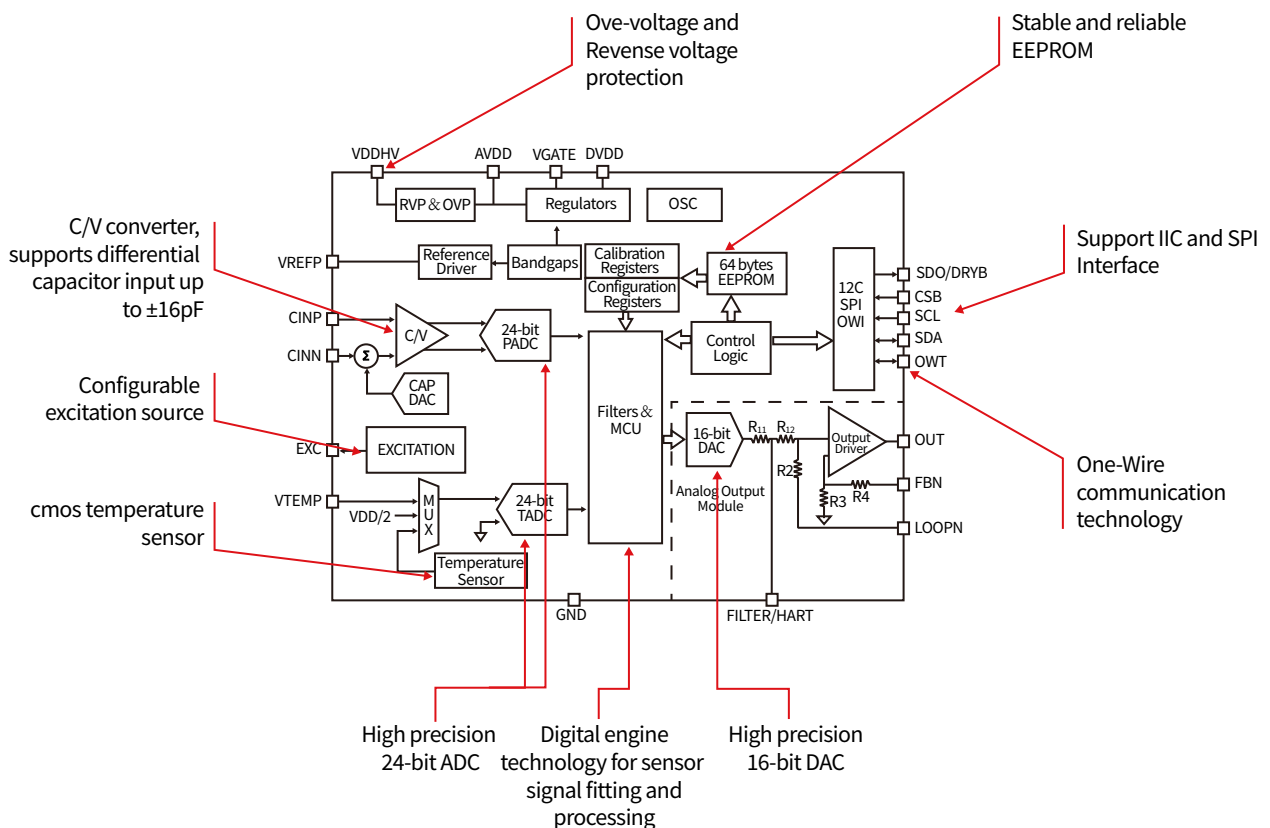 Ove-voltage and
Revense voltage
protection
Stable and reliable
EEPROM
VDDHV
AVDD
VGATE
DVDD
RVP & OVP
Regulators
OSC
C/V converter,
supports differential
capacitor input up
to ±16pF
VREFP
Reference
Driver
Bandgaps
Calibration
Registers
Configuration
Registers
64 bytes
EEPROM
12C
SPI
OWI
SDO/DRYB
CSB
SCL
SDA
OWT
Support IIC and SPI
Interface
CINP
CINN
Σ
C/V
24-bit
PADC
CAP
DAC
Control
Logic
Configurable
excitation source
EXC
EXCITATION
Filters &
MCU
16-bit
DAC
R11
R12
R2
R3
R4
Output
Driver
Analog Output
Module
OUT
FBN
LOOPN
One-Wire
communication
technology
cmos temperature
sensor
VTEMP
VDD/2
MUX
24-bit
TADC
Temperature
Sensor
GND
FILTER/HART
High precision
24-bit ADC
Digital engine
technology for sensor
signal fitting and
processing
High precision
16-bit DAC